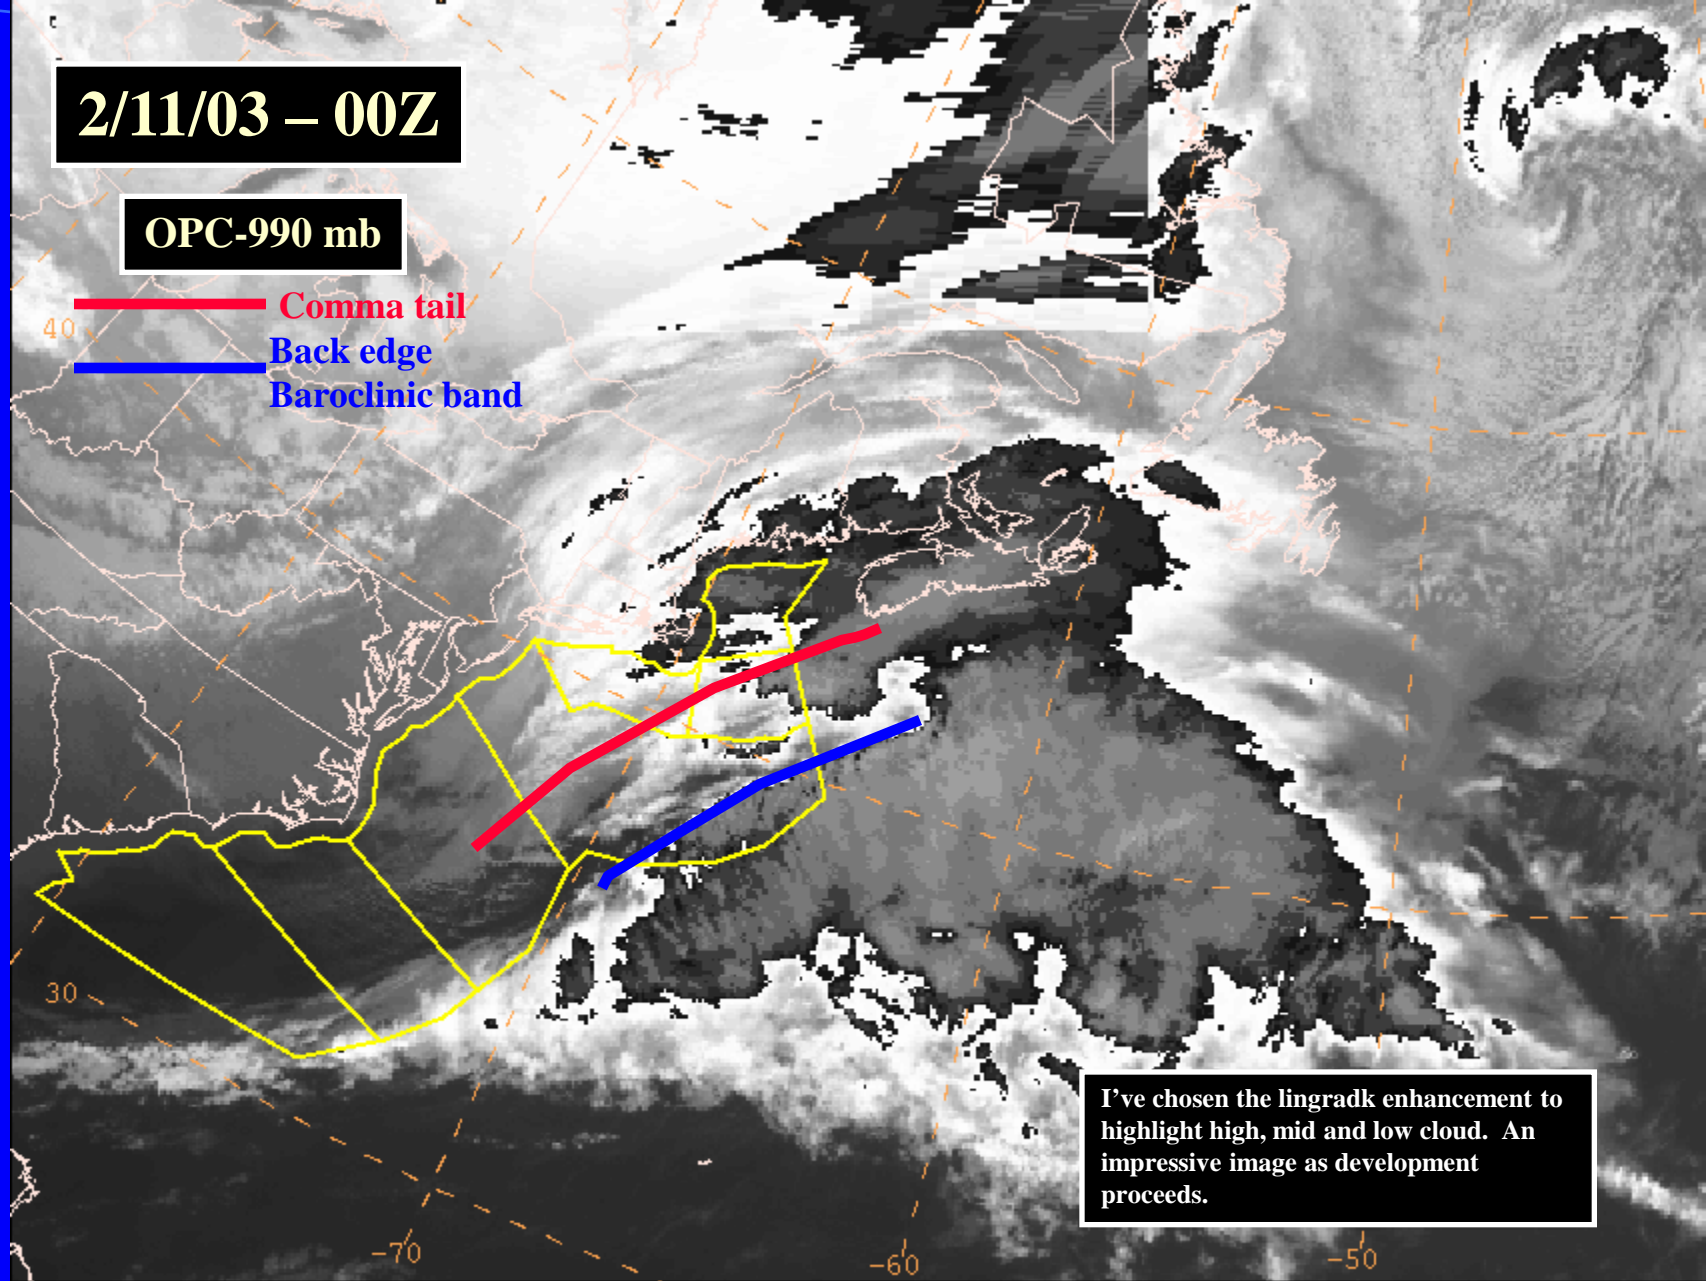 2/11/03 – 00Z
OPC-990 mb
Comma tail
Back edge
Baroclinic band
40
30
-70
-60
-50
I've chosen the lingradk enhancement to
highlight high, mid and low cloud.  An
impressive image as development
proceeds.